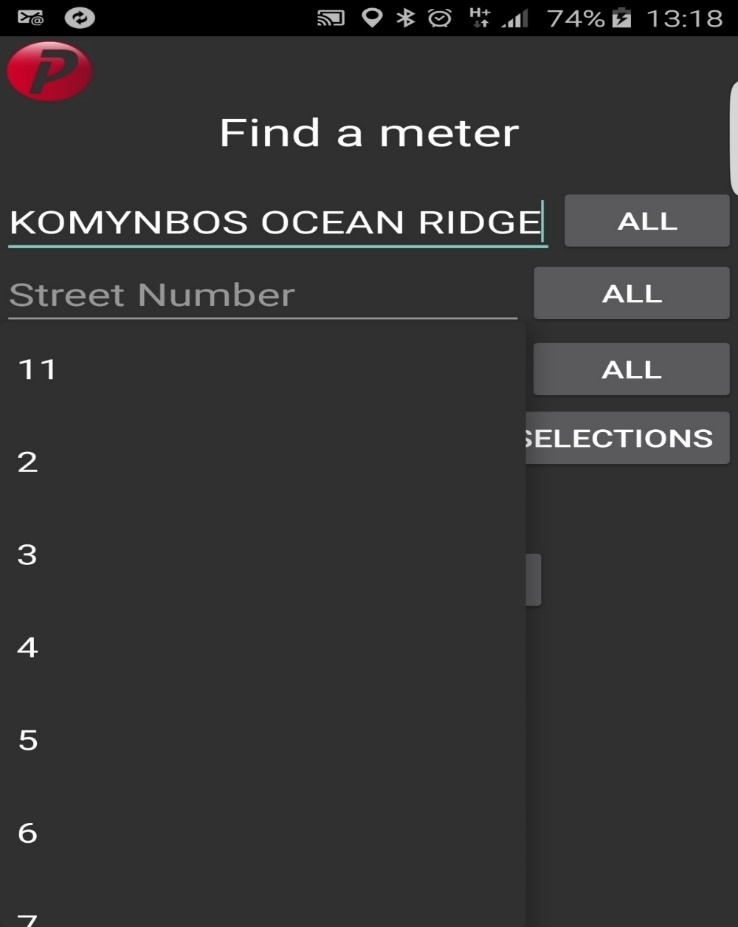 74% 13:18
P
Find a meter
KOMYNBOS OCEAN RIDGE ALL
Street Number ALL
11 ALL
SELECTIONS
2
3
4
5
6
7